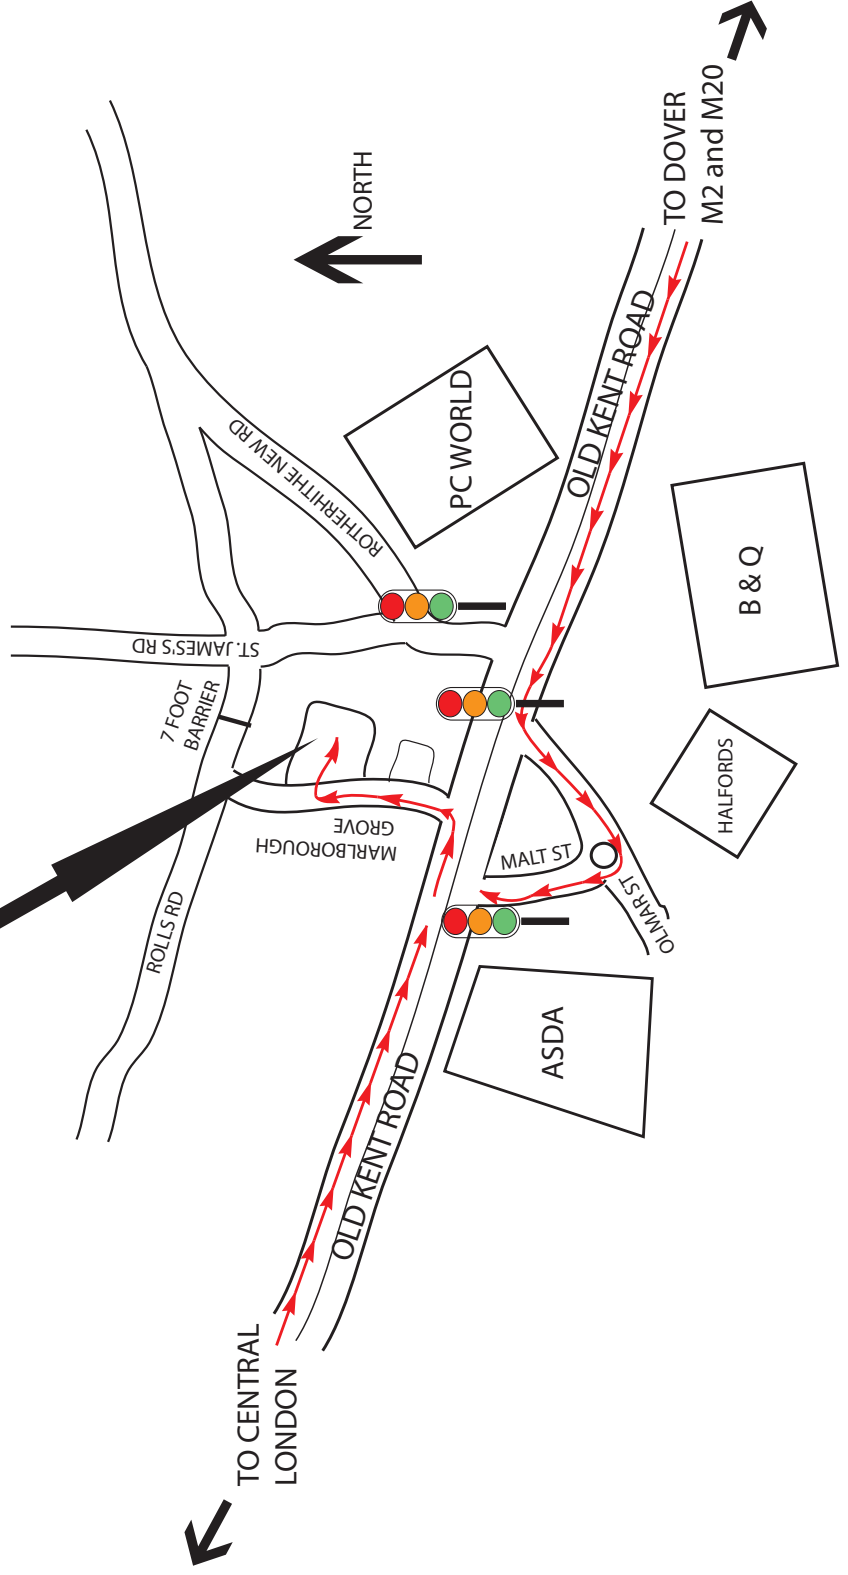 TO CENTRAL
LONDON
ROLLS RD
7 FOOT
BARRIER
ST. JAMES'S RD
MARLBOROUGH
GROVE
ROTHERHITHE NEW RD
NORTH
PC WORLD
OLD KENT ROAD
OLD KENT ROAD
TO DOVER
M2 and M20
ASDA
MALT ST
OLMAR ST
HALFORDS
B & Q